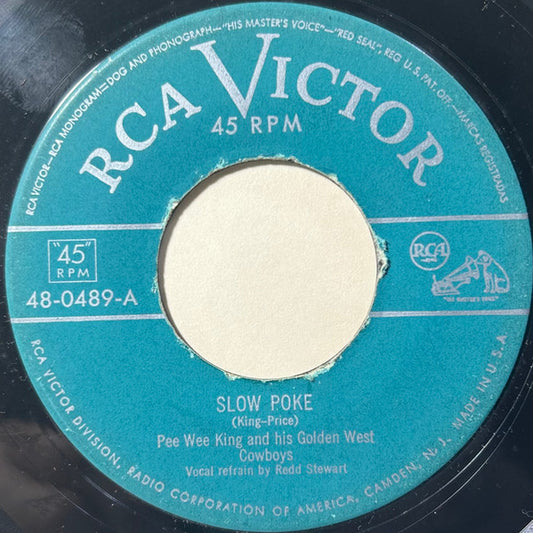 RCA VICTOR—RCA MONOGRAM—DOG AND PHONOGRAPH—"HIS MASTER'S VOICE"—"RED SEAL", REG U.S. PAT. OFF.—MARCAS REGISTRADAS
RCA VICTOR
45 RPM
"45"
RPM
48-0489-A
RCA
"HIS MASTER'S VOICE"
SLOW POKE
(King-Price)
Pee Wee King and his Golden West
Cowboys
Vocal refrain by Redd Stewart
RCA VICTOR DIVISION, RADIO CORPORATION OF AMERICA, CAMDEN, N. J. MADE IN U.S.A